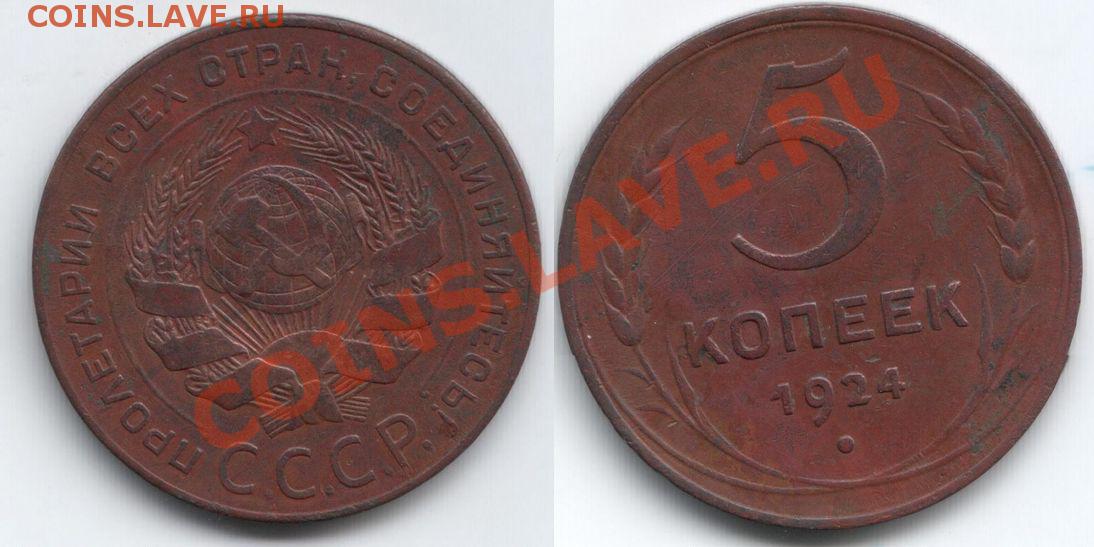 COINS.LAVE.RU
ПРОЛЕТАРИИ ВСЕХ СТРАН, СОЕДИНЯЙТЕСЬ!
С.С.С.Р.
5
КОПЕЕК
1924
COINS.LAVE.RU